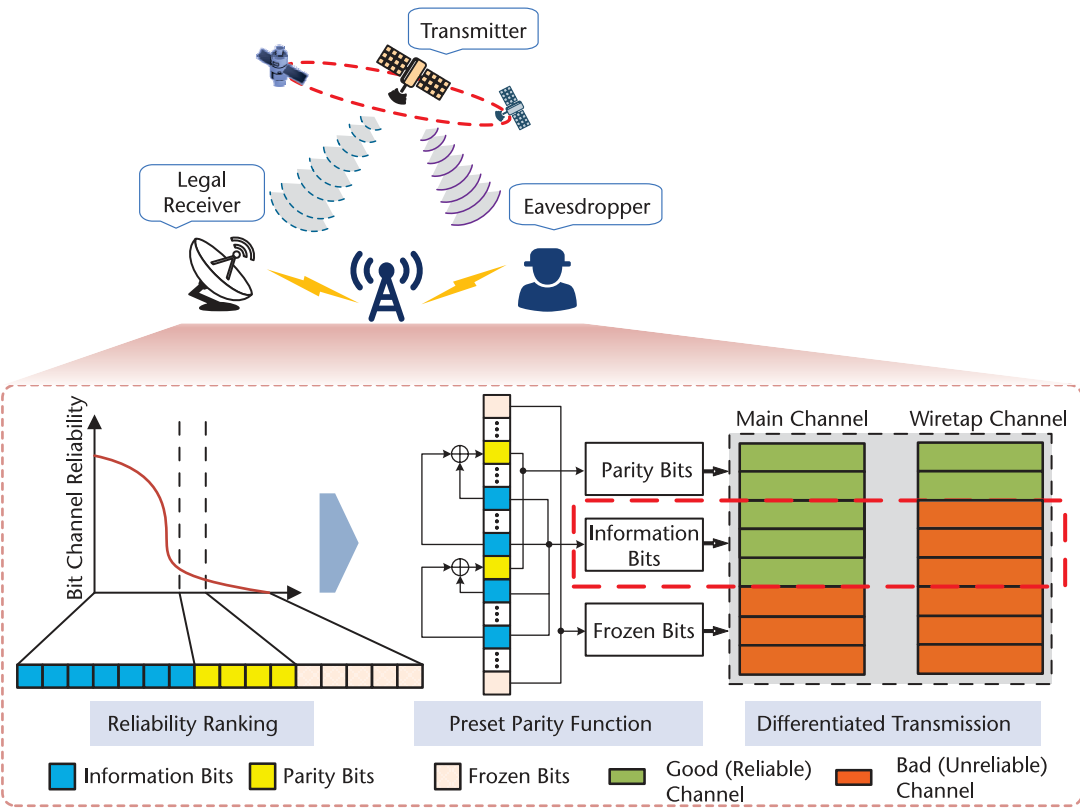 Transmitter
Legal
Receiver
Eavesdropper
Bit Channel Reliability
Main Channel
Wiretap Channel
Parity Bits
Information
Bits
Frozen Bits
Reliability Ranking
Preset Parity Function
Differentiated Transmission
Information Bits
Parity Bits
Frozen Bits
Good (Reliable)
Channel
Bad (Unreliable)
Channel